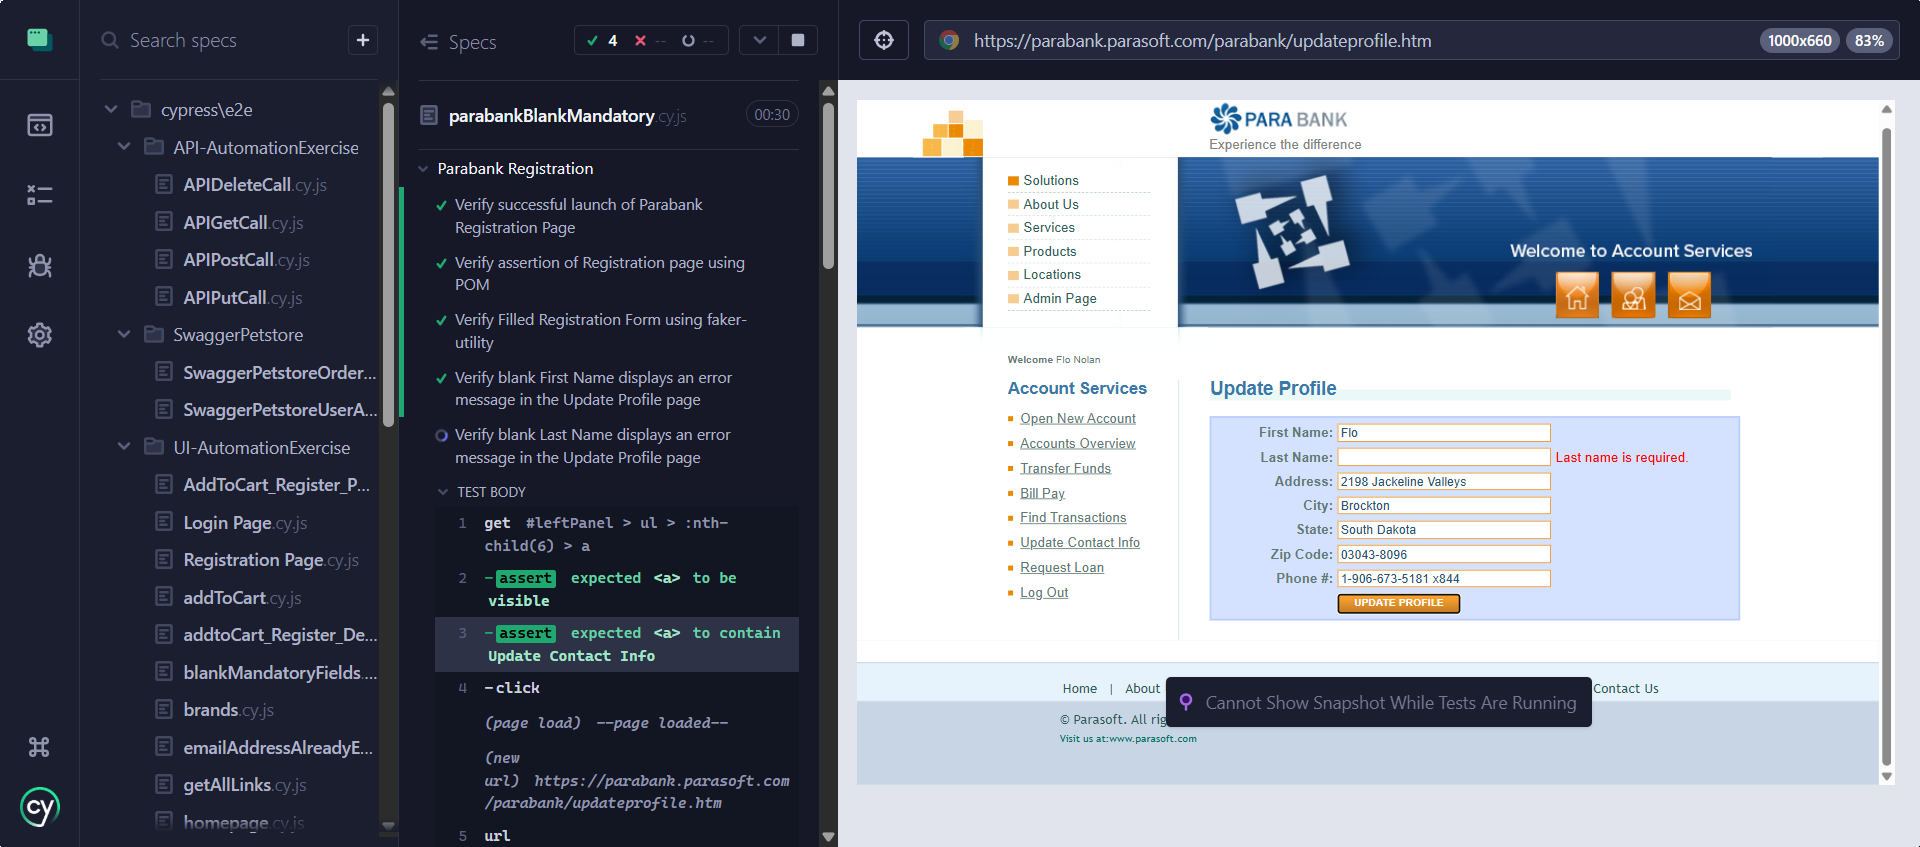 Search specs
+
cypress\e2e
API-AutomationExercise
APIDeleteCall.cy.js
APIGetCall.cy.js
APIPostCall.cy.js
APIPutCall.cy.js
SwaggerPetstore
SwaggerPetstoreOrder...
SwaggerPetstoreUserA...
UI-AutomationExercise
AddToCart_Register_P...
Login Page.cy.js
Registration Page.cy.js
addToCart.cy.js
addtoCart_Register_De...
blankMandatoryFields....
brands.cy.js
emailAddressAlreadyE...
getAllLinks.cy.js
homepage.cy.js
cy
Specs
4 -- --
parabankBlankMandatory.cy.js 00:30
Parabank Registration
Verify successful launch of Parabank
Registration Page
Verify assertion of Registration page using
POM
Verify Filled Registration Form using faker-
utility
Verify blank First Name displays an error
message in the Update Profile page
Verify blank Last Name displays an error
message in the Update Profile page
TEST BODY
1 get #leftPanel > ul > :nth-
child(6) > a
2 -assert expected <a> to be
visible
3 -assert expected <a> to contain
Update Contact Info
4 -click
(page load) --page loaded--
(new
url) https://parabank.parasoft.com
/parabank/updateprofile.htm
5 url
https://parabank.parasoft.com/parabank/updateprofile.htm 1000x660 83%
PARA BANK
Experience the difference
Solutions
About Us
Services
Products
Locations
Admin Page
Welcome to Account Services
Welcome Flo Nolan
Account Services
Open New Account
Accounts Overview
Transfer Funds
Bill Pay
Find Transactions
Update Contact Info
Request Loan
Log Out
Update Profile
First Name: Flo
Last Name: Last name is required.
Address: 2198 Jackeline Valleys
City: Brockton
State: South Dakota
Zip Code: 03043-8096
Phone #: 1-906-673-5181 x844
UPDATE PROFILE
Home | About Contact Us
Cannot Show Snapshot While Tests Are Running
© Parasoft. All rig
Visit us at:www.parasoft.com